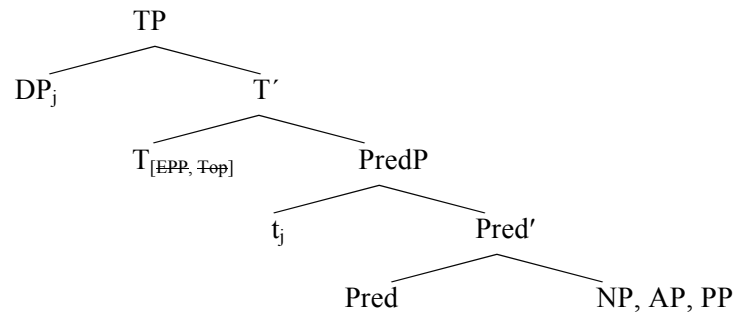 TP
DPj T´
T[EPP, Top] PredP
tj Pred′
Pred NP, AP, PP